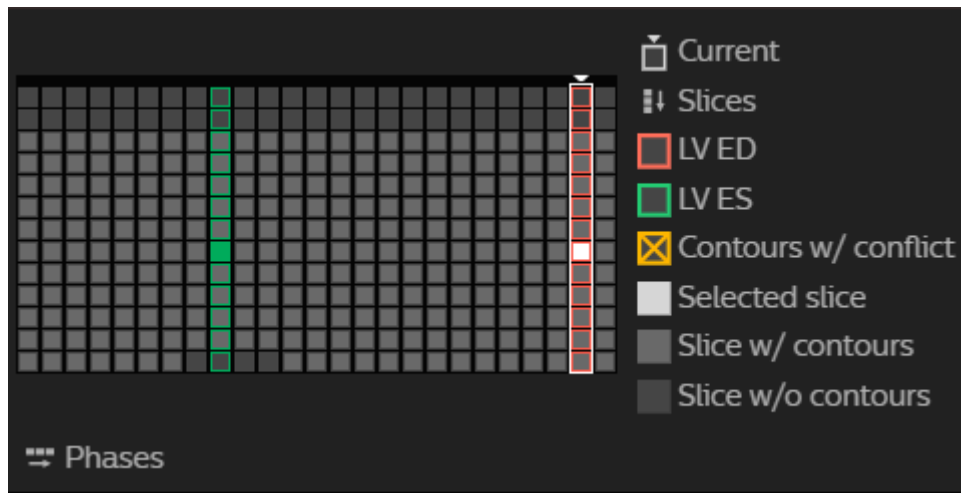 Current
Slices
LV ED
LV ES
Contours w/ conflict
Selected slice
Slice w/ contours
Slice w/o contours
Phases